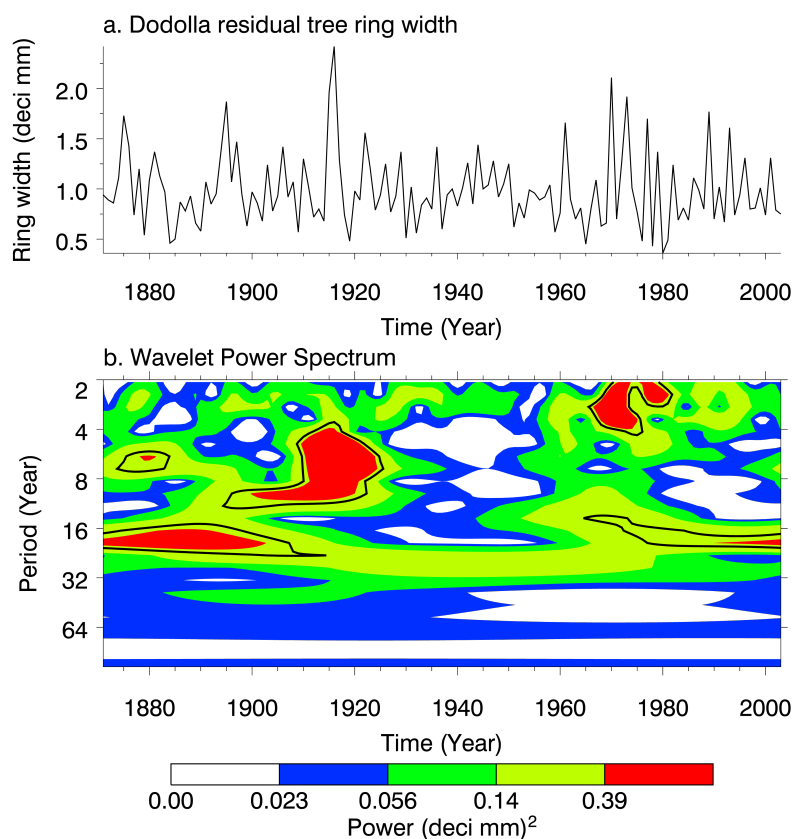 a. Dodolla residual tree ring width
Ring width (deci mm)
2.0
1.5
1.0
0.5
1880 1900 1920 1940 1960 1980 2000
Time (Year)
b. Wavelet Power Spectrum
Period (Year)
2
4
8
16
32
64
1880 1900 1920 1940 1960 1980 2000
Time (Year)
0.00 0.023 0.056 0.14 0.39
Power (deci mm)²